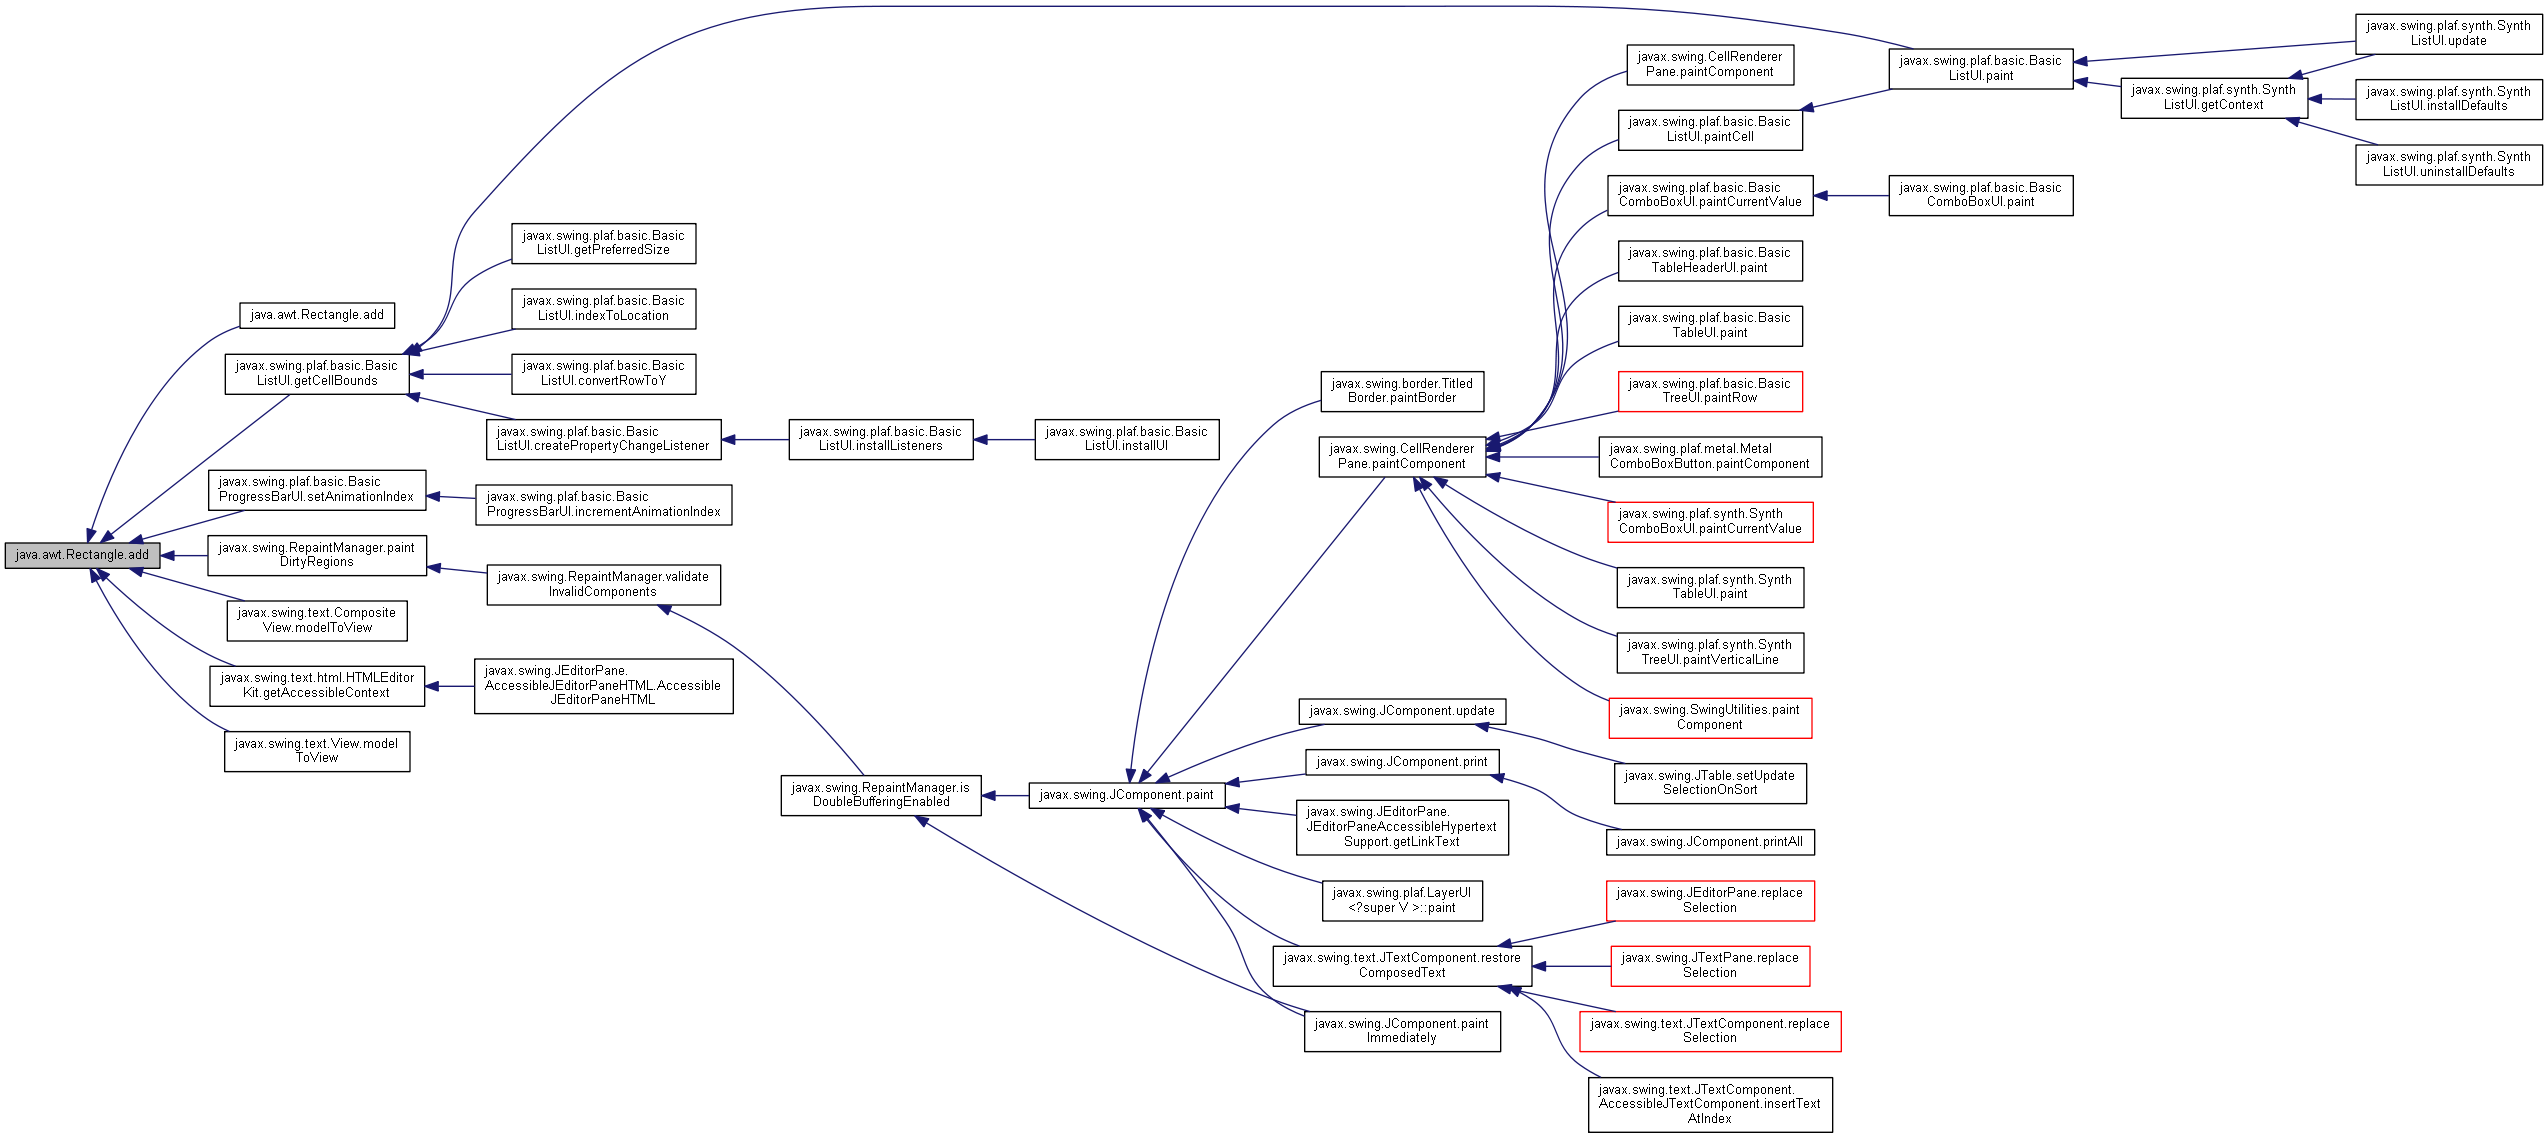 java.awt.Rectangle.add
java.awt.Rectangle.add
javax.swing.plaf.basic.Basic
ListUI.getCellBounds
javax.swing.plaf.basic.Basic
ProgressBarUI.setAnimationIndex
javax.swing.RepaintManager.paint
DirtyRegions
javax.swing.text.Composite
View.modelToView
javax.swing.text.html.HTMLEditor
Kit.getAccessibleContext
javax.swing.text.View.model
ToView
javax.swing.plaf.basic.Basic
ListUI.getPreferredSize
javax.swing.plaf.basic.Basic
ListUI.indexToLocation
javax.swing.plaf.basic.Basic
ListUI.convertRowToY
javax.swing.plaf.basic.Basic
ListUI.createPropertyChangeListener
javax.swing.plaf.basic.Basic
ProgressBarUI.incrementAnimationIndex
javax.swing.RepaintManager.validate
InvalidComponents
javax.swing.JEditorPane.
AccessibleJEditorPaneHTML.Accessible
JEditorPaneHTML
javax.swing.plaf.basic.Basic
ListUI.installListeners
javax.swing.RepaintManager.is
DoubleBufferingEnabled
javax.swing.plaf.basic.Basic
ListUI.installUI
javax.swing.JComponent.paint
javax.swing.border.Titled
Border.paintBorder
javax.swing.CellRenderer
Pane.paintComponent
javax.swing.JComponent.update
javax.swing.JComponent.print
javax.swing.JEditorPane.
JEditorPaneAccessibleHypertext
Support.getLinkText
javax.swing.plaf.LayerUI
<?super V >::paint
javax.swing.text.JTextComponent.restore
ComposedText
javax.swing.JComponent.paint
Immediately
javax.swing.CellRenderer
Pane.paintComponent
javax.swing.plaf.basic.Basic
ListUI.paintCell
javax.swing.plaf.basic.Basic
ComboBoxUI.paintCurrentValue
javax.swing.plaf.basic.Basic
TableHeaderUI.paint
javax.swing.plaf.basic.Basic
TableUI.paint
javax.swing.plaf.basic.Basic
TreeUI.paintRow
javax.swing.plaf.metal.Metal
ComboBoxButton.paintComponent
javax.swing.plaf.synth.Synth
ComboBoxUI.paintCurrentValue
javax.swing.plaf.synth.Synth
TableUI.paint
javax.swing.plaf.synth.Synth
TreeUI.paintVerticalLine
javax.swing.SwingUtilities.paint
Component
javax.swing.JTable.setUpdate
SelectionOnSort
javax.swing.JComponent.printAll
javax.swing.JEditorPane.replace
Selection
javax.swing.JTextPane.replace
Selection
javax.swing.text.JTextComponent.replace
Selection
javax.swing.text.JTextComponent.
AccessibleJTextComponent.insertText
AtIndex
javax.swing.plaf.basic.Basic
ListUI.paint
javax.swing.plaf.basic.Basic
ComboBoxUI.paint
javax.swing.plaf.synth.Synth
ListUI.getContext
javax.swing.plaf.synth.Synth
ListUI.update
javax.swing.plaf.synth.Synth
ListUI.installDefaults
javax.swing.plaf.synth.Synth
ListUI.uninstallDefaults